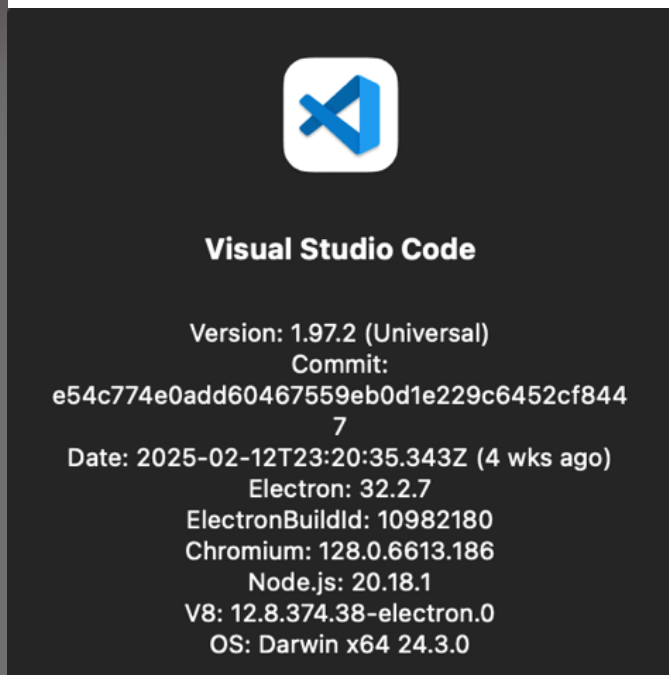 Visual Studio Code
Version: 1.97.2 (Universal)
Commit:
e54c774e0add60467559eb0d1e229c6452cf844
7
Date: 2025-02-12T23:20:35.343Z (4 wks ago)
Electron: 32.2.7
ElectronBuildId: 10982180
Chromium: 128.0.6613.186
Node.js: 20.18.1
V8: 12.8.374.38-electron.0
OS: Darwin x64 24.3.0